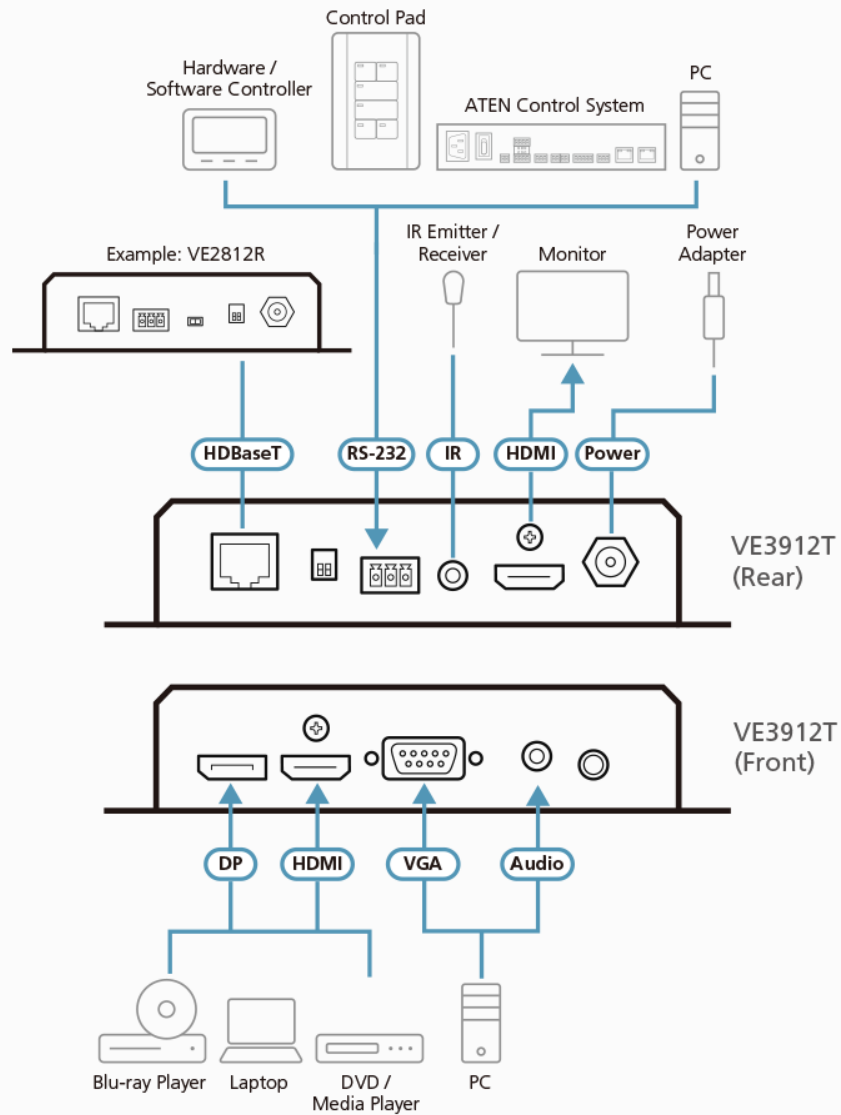 Control Pad
Hardware /
Software Controller
ATEN Control System
PC
Example: VE2812R
IR Emitter /
Receiver
Monitor
Power
Adapter
HDBaseT
RS-232
IR
HDMI
Power
VE3912T
(Rear)
VE3912T
(Front)
DP
HDMI
VGA
Audio
Blu-ray Player
Laptop
DVD /
Media Player
PC